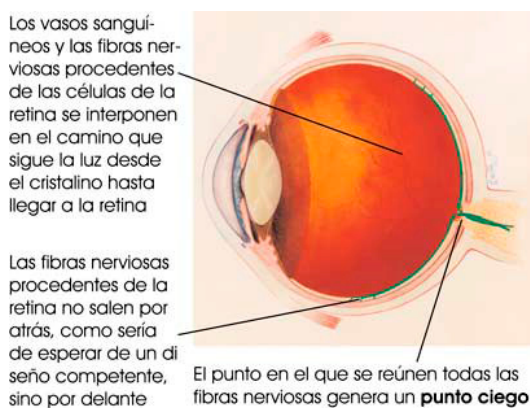 Los vasos sanguí-
neos y las fibras ner-
viosas procedentes
de las células de la
retina se interponen
en el camino que
sigue la luz desde
el cristalino hasta
llegar a la retina
Las fibras nerviosas
procedentes de la
retina no salen por
atrás, como sería
de esperar de un di
seño competente,
sino por delante
El punto en el que se reúnen todas las
fibras nerviosas genera un punto ciego